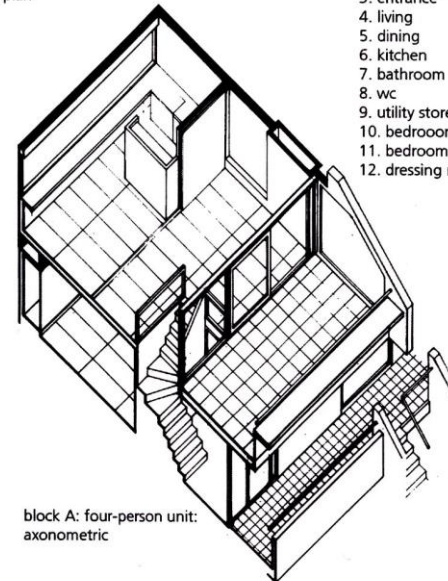 plan
3. entrance
4. living
5. dining
6. kitchen
7. bathroom
8. wc
9. utility store
10. bedrooom
11. bedroom
12. dressing
block A: four-person unit:
axonometric